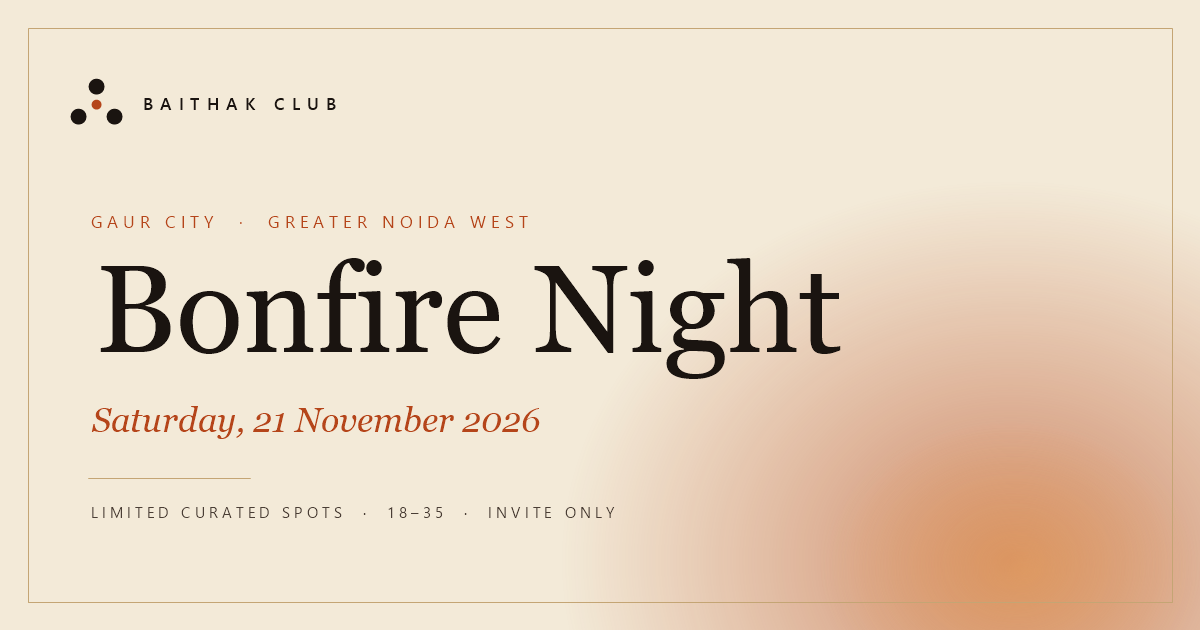 BAITHAK CLUB
GAUR CITY · GREATER NOIDA WEST
Bonfire Night
Saturday, 21 November 2026
LIMITED CURATED SPOTS · 18–35 · INVITE ONLY